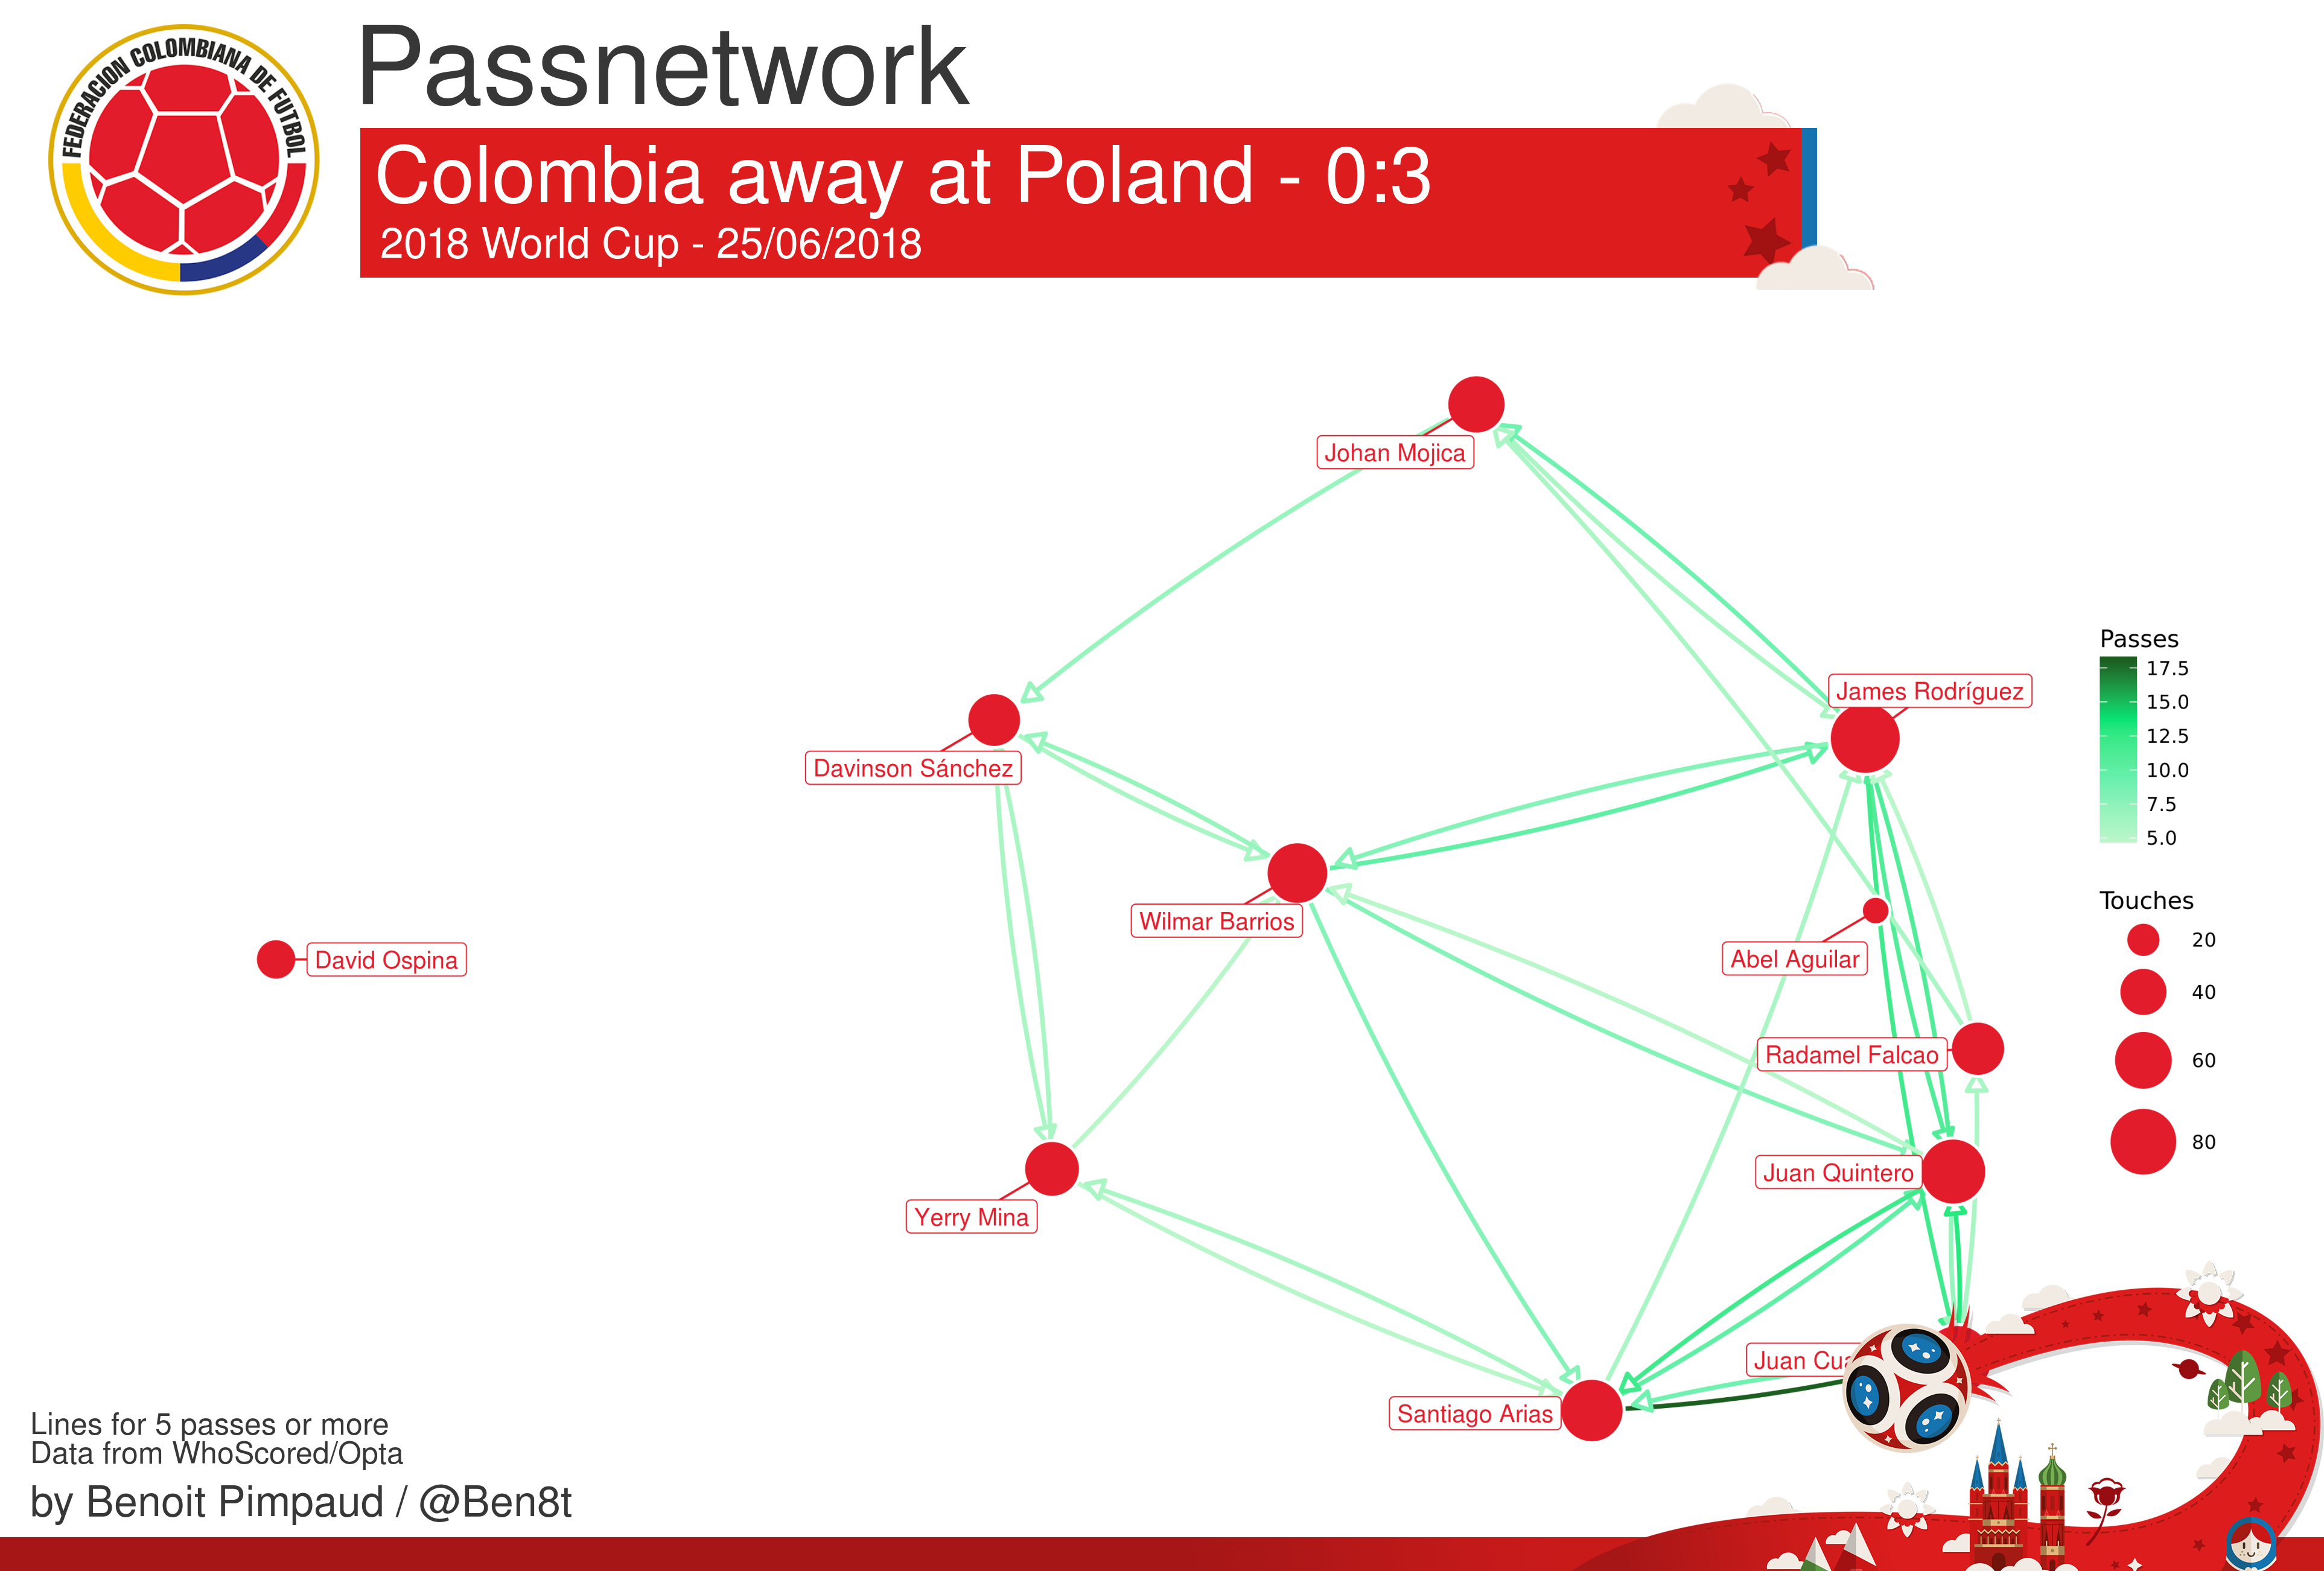 FEDERACION COLOMBIANA DE FUTBOL
Passnetwork
Colombia away at Poland - 0:3
2018 World Cup - 25/06/2018
Johan Mojica
James Rodríguez
Davinson Sánchez
Wilmar Barrios
Abel Aguilar
David Ospina
Radamel Falcao
Juan Quintero
Yerry Mina
Juan
Santiago Arias
Passes
17.5
15.0
12.5
10.0
7.5
5.0
Touches
20
40
60
80
Lines for 5 passes or more
Data from WhoScored/Opta
by Benoit Pimpaud / @Ben8t